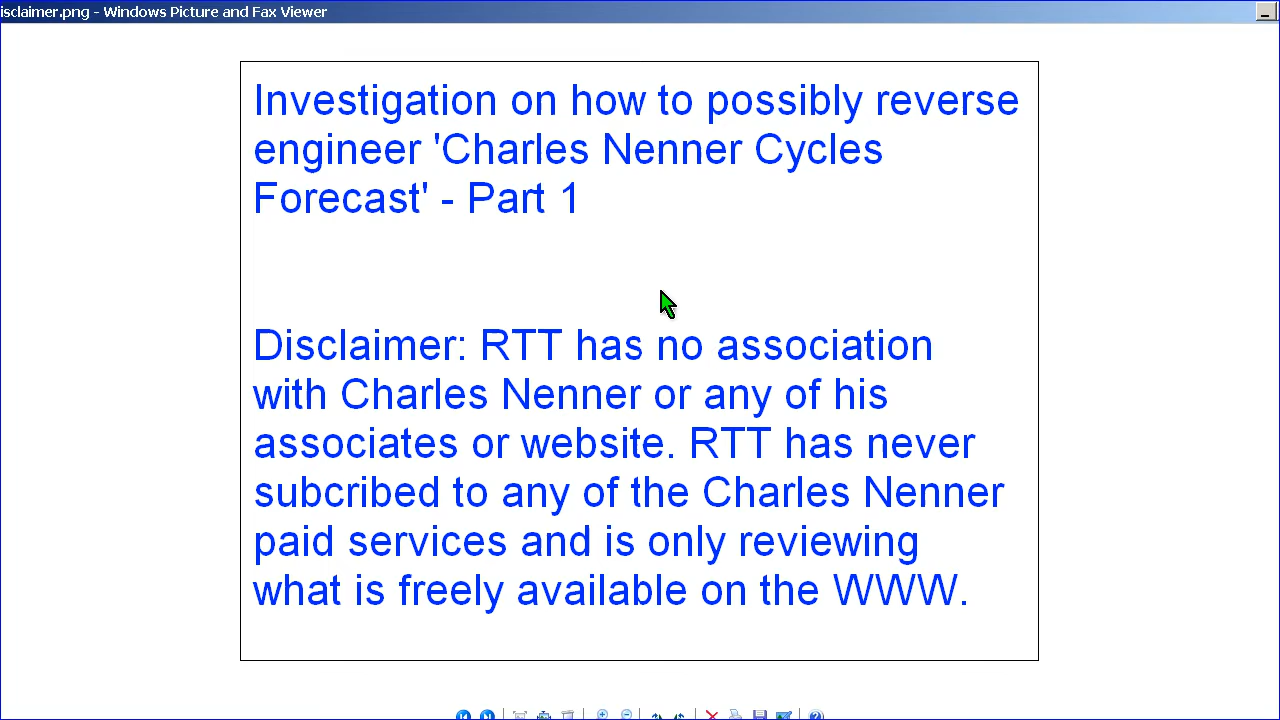 isclaimer.png - Windows Picture and Fax Viewer
Investigation on how to possibly reverse
engineer 'Charles Nenner Cycles
Forecast' - Part 1
Disclaimer: RTT has no association
with Charles Nenner or any of his
associates or website. RTT has never
subcribed to any of the Charles Nenner
paid services and is only reviewing
what is freely available on the WWW.